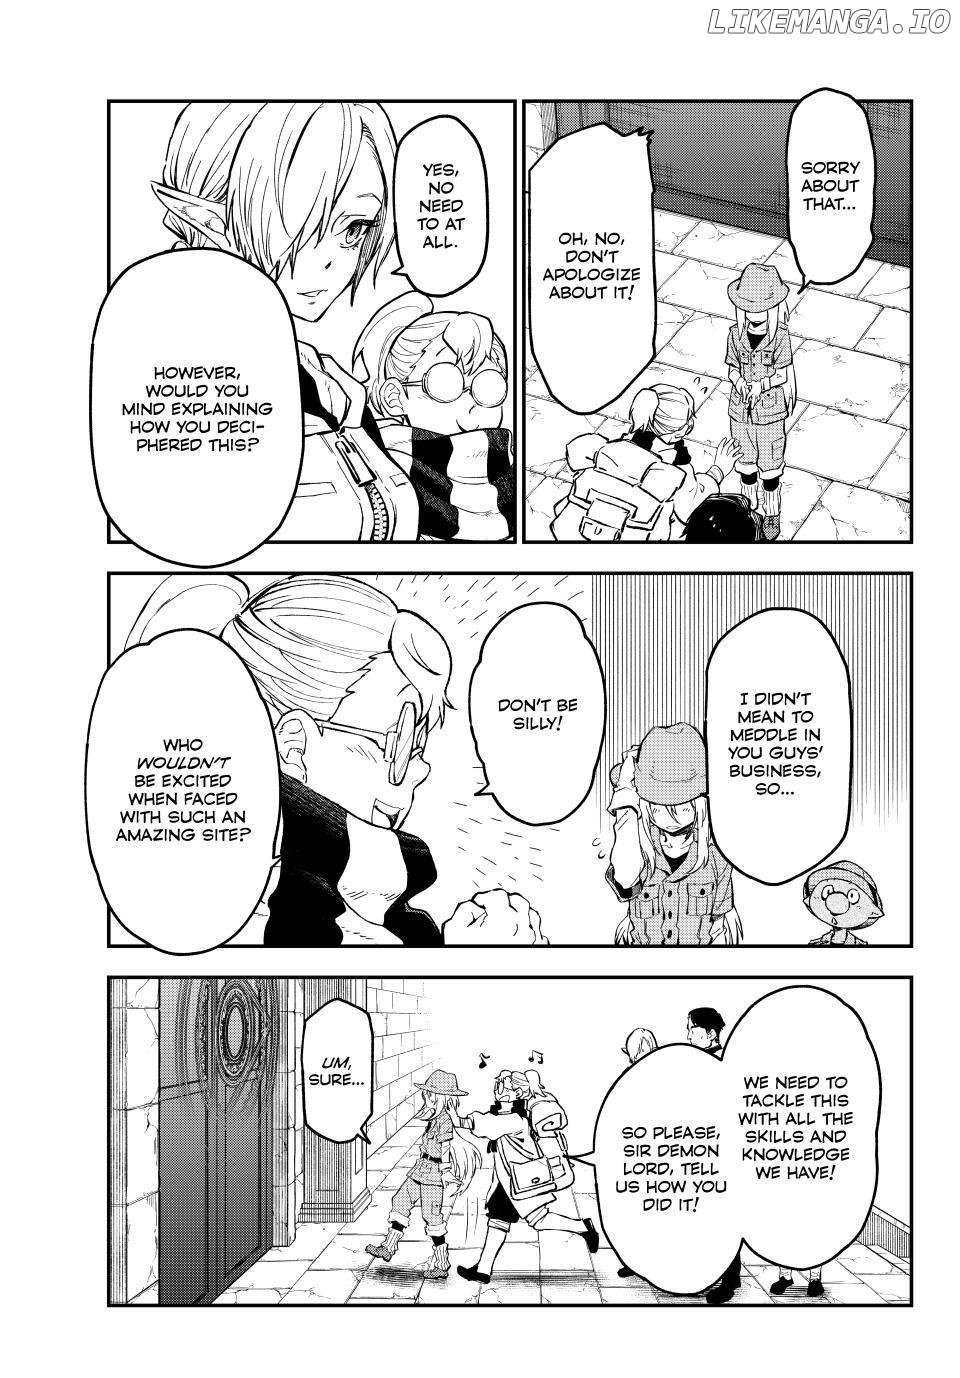 LIKEMANGA.IO
SORRY
ABOUT
THAT...
OH, NO,
DON'T
APOLOGIZE
ABOUT IT!
YES,
NO
NEED
TO AT
ALL.
HOWEVER,
WOULD YOU
MIND EXPLAINING
HOW YOU DECI-
PHERED THIS?
I DIDN'T
MEAN TO
MEDDLE IN
YOU GUYS'
BUSINESS,
SO...
DON'T BE
SILLY!
WHO
WOULDN'T
BE EXCITED
WHEN FACED
WITH SUCH AN
AMAZING SITE?
WE NEED TO
TACKLE THIS
WITH ALL THE
SKILLS AND
KNOWLEDGE
WE HAVE!
SO PLEASE,
SIR DEMON
LORD, TELL
US HOW YOU
DID IT!
UM,
SURE...